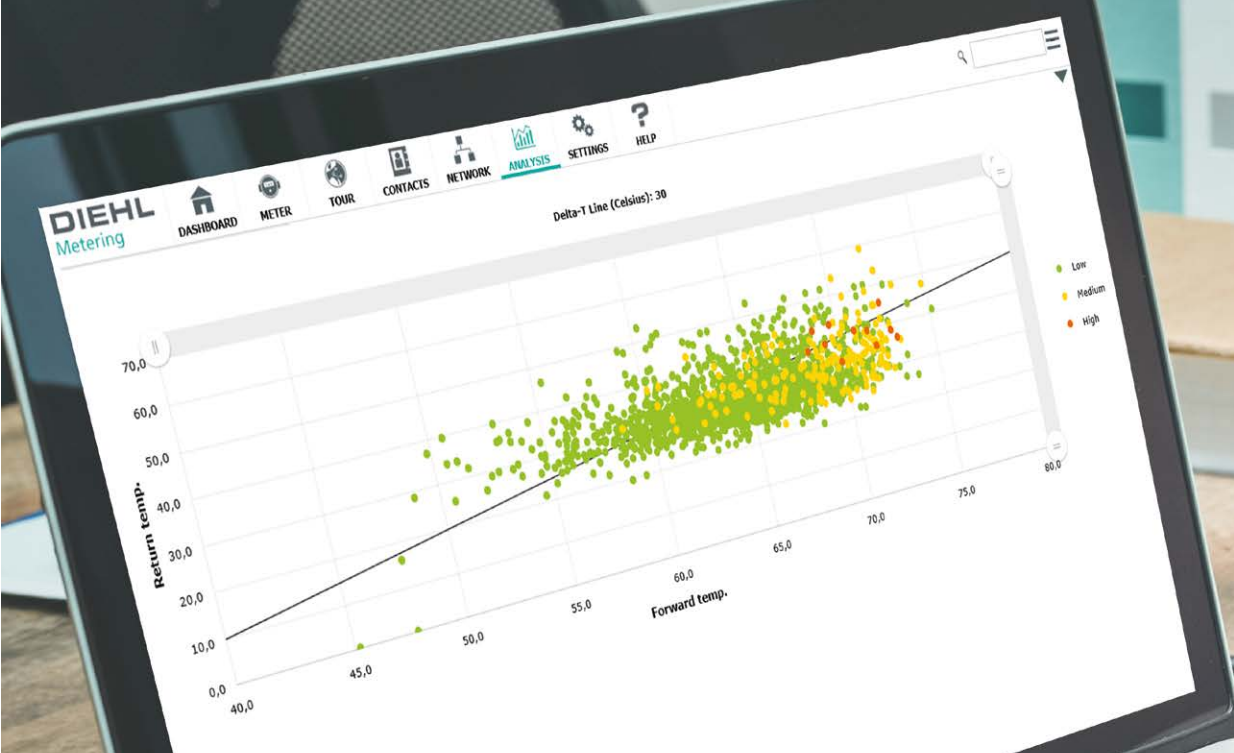 DIEHL
Metering
DASHBOARD
METER
TOUR
CONTACTS
NETWORK
ANALYSIS
SETTINGS
HELP
Delta-T Line (Celsius): 30
Low
Medium
High
Return temp.
70,0
60,0
50,0
40,0
30,0
20,0
10,0
0,0
40,0
45,0
50,0
55,0
60,0
65,0
70,0
75,0
80,0
Forward temp.